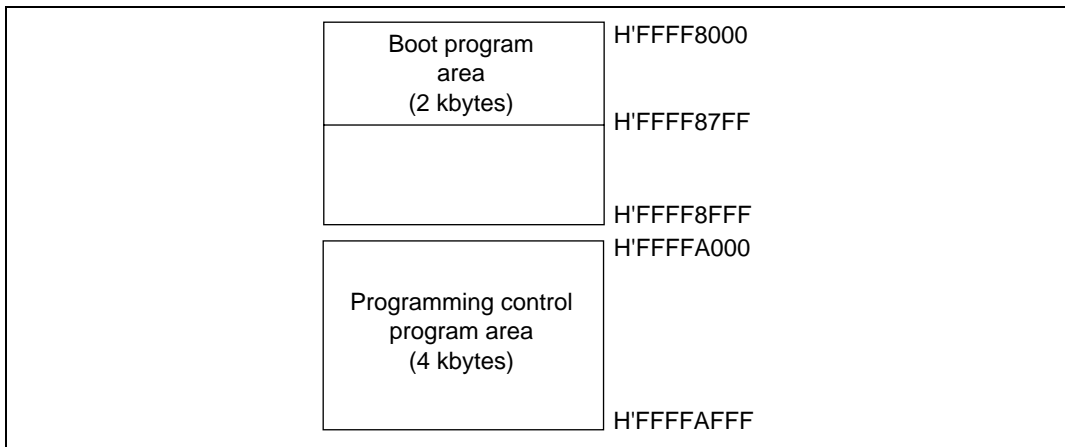 Boot program
area
(2 kbytes)
H'FFFF8000
H'FFFF87FF
H'FFFF8FFF
H'FFFFA000
Programming control
program area
(4 kbytes)
H'FFFFAFFF